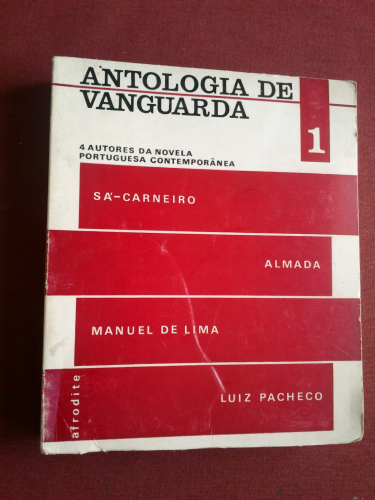 ANTOLOGIA DE
VANGUARDA
1
4 AUTORES DA NOVELA
PORTUGUESA CONTEMPORÂNEA
SÁ-CARNEIRO
ALMADA
MANUEL DE LIMA
LUIZ PACHECO
afrodite